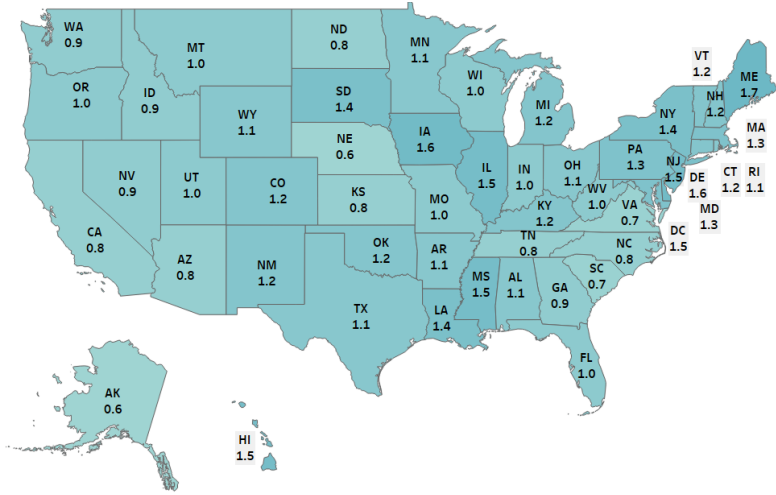 WA
0.9
MT
1.0
ND
0.8
MN
1.1
VT
1.2
ME
1.7
OR
1.0
ID
0.9
SD
1.4
WI
1.0
MI
1.2
NH
1.2
NY
1.4
MA
1.3
WY
1.1
IA
1.6
PA
1.3
NE
0.6
NV
0.9
UT
1.0
CO
1.2
IL
1.5
IN
1.0
OH
1.1
NJ
1.5
DE
1.6
CT
1.2
RI
1.1
MD
1.3
KS
0.8
MO
1.0
WV
1.0
KY
1.2
VA
0.7
DC
1.5
CA
0.8
AZ
0.8
NM
1.2
OK
1.2
AR
1.1
TN
0.8
NC
0.8
TX
1.1
LA
1.4
MS
1.5
AL
1.1
GA
0.9
SC
0.7
FL
1.0
AK
0.6
HI
1.5